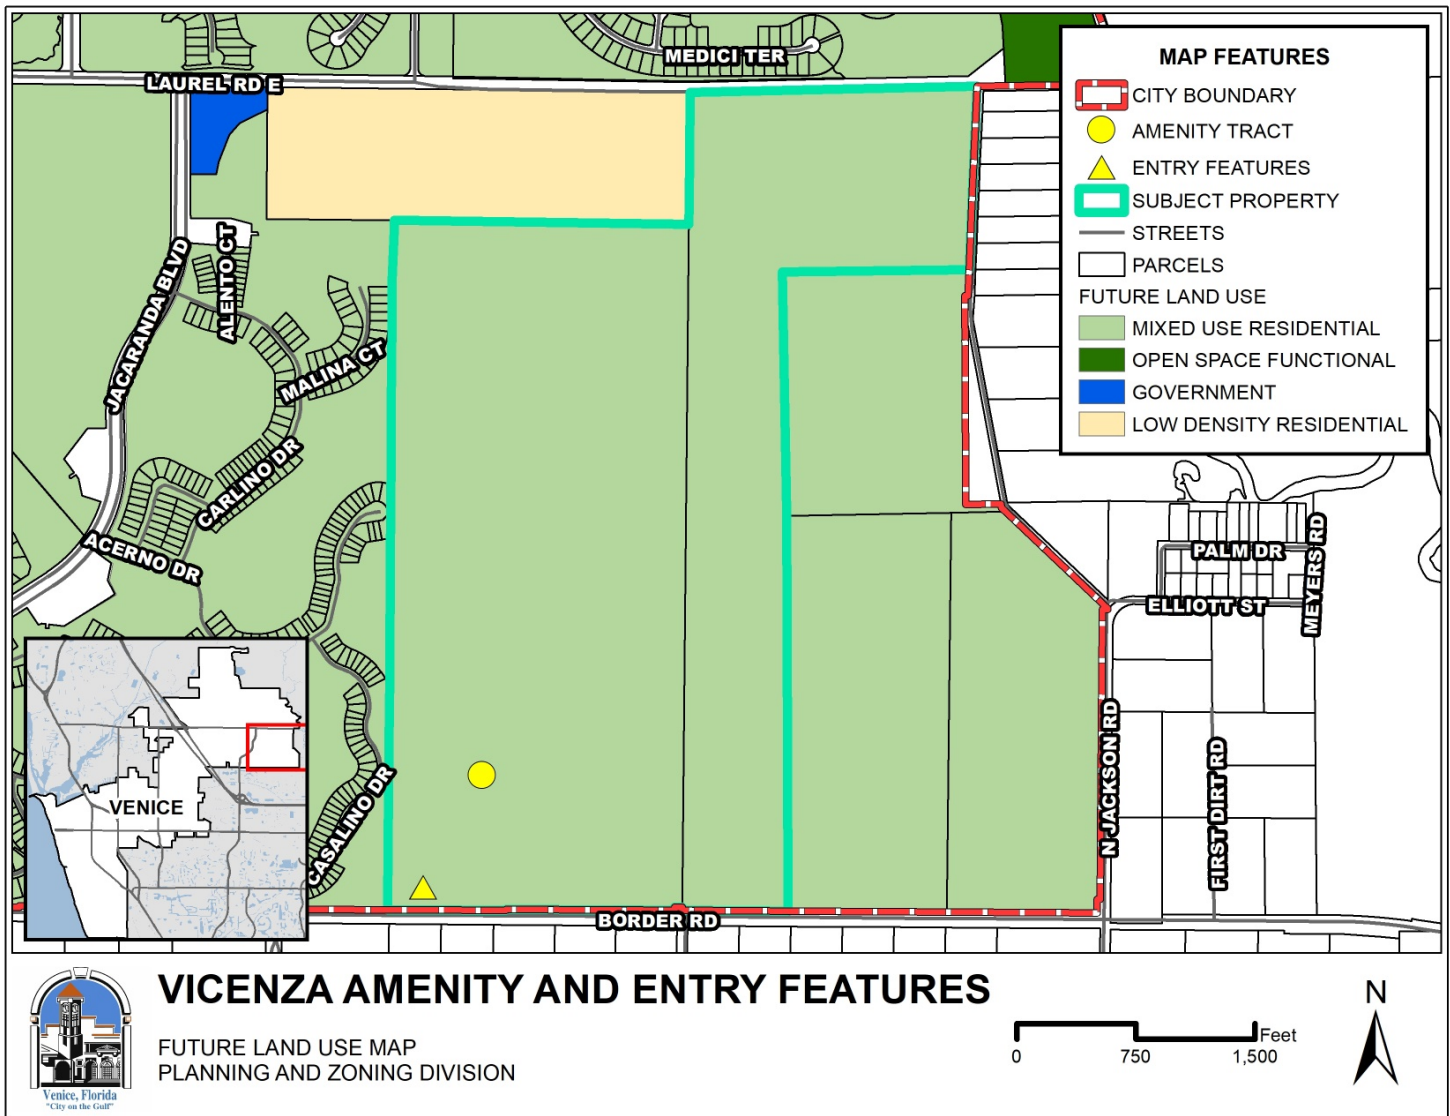 MEDICI TER
LAUREL RD E
MAP FEATURES
CITY BOUNDARY
AMENITY TRACT
ENTRY FEATURES
SUBJECT PROPERTY
STREETS
PARCELS
FUTURE LAND USE
MIXED USE RESIDENTIAL
OPEN SPACE FUNCTIONAL
GOVERNMENT
LOW DENSITY RESIDENTIAL
JACARANDA BLVD
ALENTO CT
MALINA CT
CARLINO DR
ACERNO DR
PALM DR
ELLIOTT ST
MEYERS RD
N JACKSON RD
FIRST DIRT RD
CASALINO DR
VENICE
BORDER RD
VICENZA AMENITY AND ENTRY FEATURES
FUTURE LAND USE MAP
PLANNING AND ZONING DIVISION
Venice, Florida
"City on the Gulf"
Feet
0 750 1,500
N